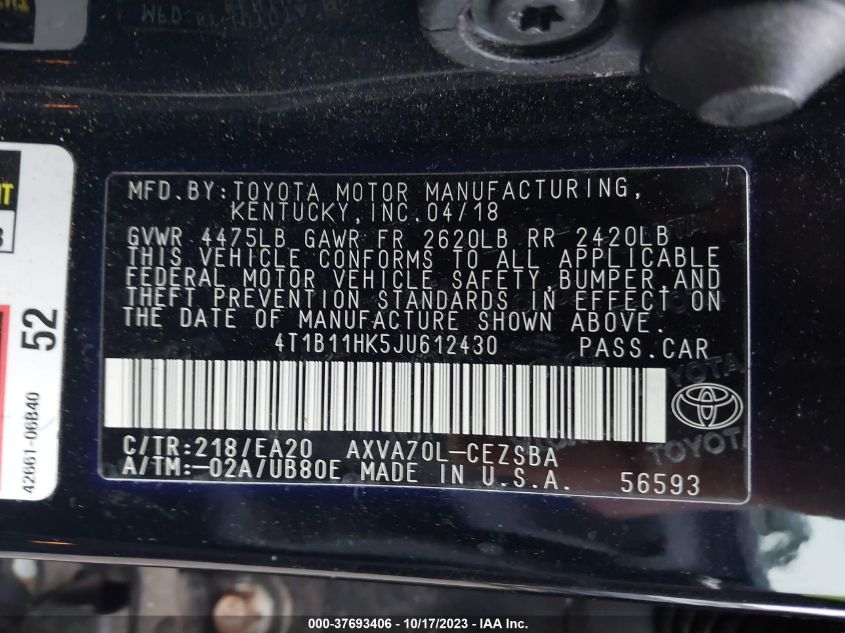 MFD.BY:TOYOTA MOTOR MANUFACTURING,
KENTUCKY,INC.04/18
GVWR 4475LB GAWR FR 2620LB RR 2420LB
THIS VEHICLE CONFORMS TO ALL APPLICABLE
FEDERAL MOTOR VEHICLE SAFETY,BUMPER,AND
THEFT PREVENTION STANDARDS IN EFFECT ON
THE DATE OF MANUFACTURE SHOWN ABOVE.
4T1B11HK5JU612430 PASS.CAR
C/TR:218/EA20 AXVA70L-CEZSBA
A/TM:-02A/UB80E MADE IN U.S.A.
56593
TOYOTA
52
42661-06B40
000-37693406 - 10/17/2023 - IAA Inc.